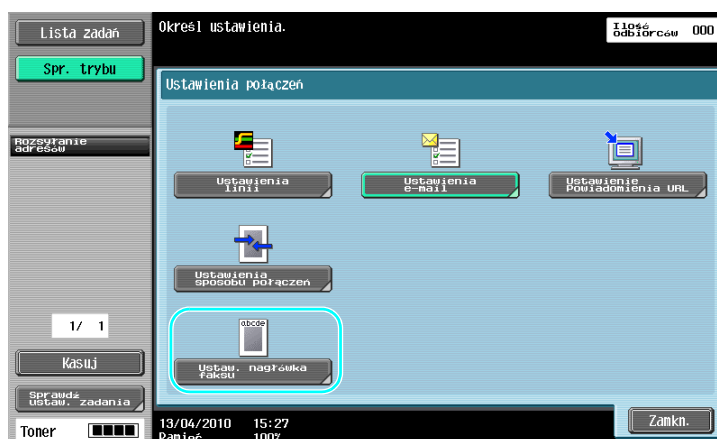 Lista zadań
Określ ustawienia.
Ilość
odbiorców 000
Spr. trybu
Ustawienia połączeń
Rozsyłanie
adresów
Ustawienia
linii
Ustawienia
e-mail
Ustawienie
Powiadomienia URL
Ustawienia
sposobu połączeń
abcde
Ustaw. nagłówka
faksu
1/ 1
Kasuj
Sprawdź
ustaw. zadania
Toner
13/04/2010 15:27
Pamięć 100%
Zamkn.